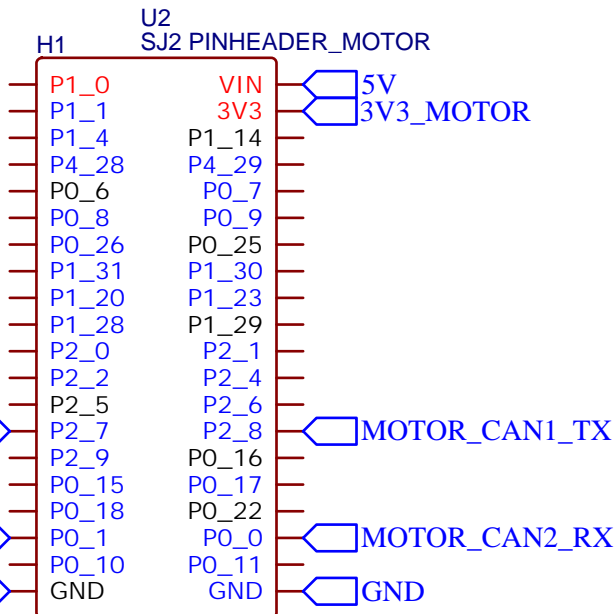 U2
H1 SJ2 PINHEADER_MOTOR
P1_0 VIN 5V
P1_1 3V3 3V3_MOTOR
P1_4 P1_14
P4_28 P4_29
P0_6 P0_7
P0_8 P0_9
P0_26 P0_25
P1_31 P1_30
P1_20 P1_23
P1_28 P1_29
P2_0 P2_1
P2_2 P2_4
P2_5 P2_6
P2_7 P2_8 MOTOR_CAN1_TX
P2_9 P0_16
P0_15 P0_17
P0_18 P0_22
P0_1 P0_0 MOTOR_CAN2_RX
P0_10 P0_11
GND GND GND